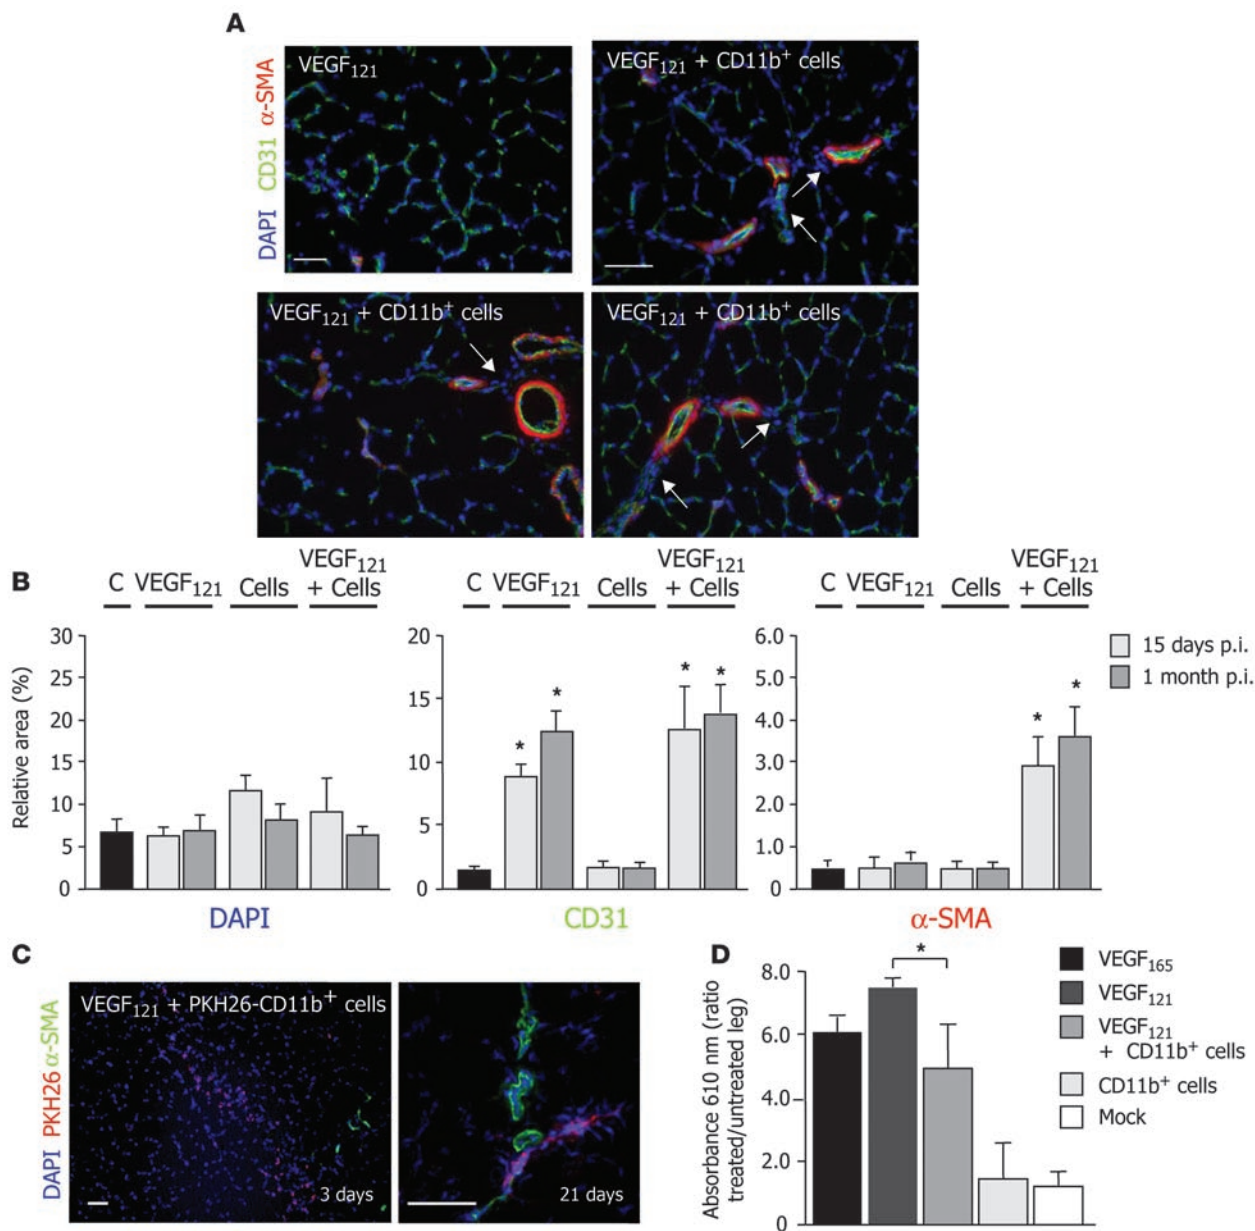 A
DAPI CD31 α-SMA
VEGF₁₂₁
VEGF₁₂₁ + CD11b⁺ cells
VEGF₁₂₁ + CD11b⁺ cells
VEGF₁₂₁ + CD11b⁺ cells
B
C VEGF₁₂₁ Cells VEGF₁₂₁ + Cells
C VEGF₁₂₁ Cells VEGF₁₂₁ + Cells
C VEGF₁₂₁ Cells VEGF₁₂₁ + Cells
Relative area (%)
30
25
20
15
10
5
0
DAPI
20
15
10
5
0
* * * *
CD31
6.0
5.0
4.0
3.0
2.0
1.0
0
* *
α-SMA
15 days p.i.
1 month p.i.
C
DAPI PKH26 α-SMA
VEGF₁₂₁ + PKH26-CD11b⁺ cells
3 days
21 days
D
Absorbance 610 nm (ratio
treated/untreated leg)
8.0
6.0
4.0
2.0
0
*
VEGF₁₆₅
VEGF₁₂₁
VEGF₁₂₁
+ CD11b⁺ cells
CD11b⁺ cells
Mock